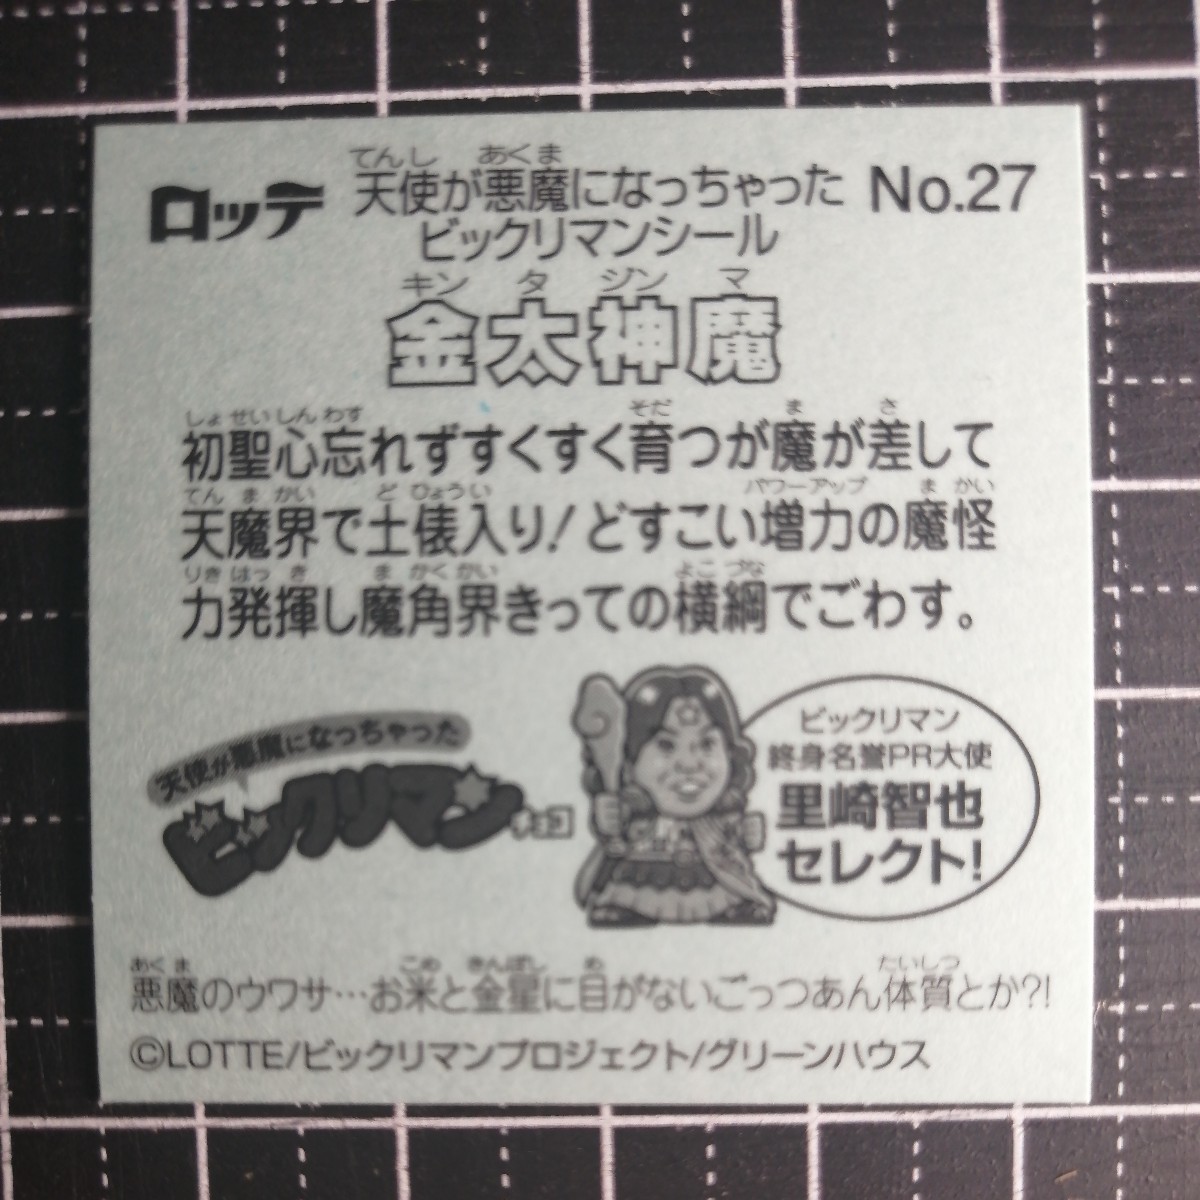 ロッテ
てんし あくま
天使が悪魔になっちゃった No.27
ビックリマンシール
キン タ ジン マ
金太神魔
しょ せい しん わす そだ ま さ
初聖心忘れずすくすく育つが魔が差して
てん ま かい ど ひょうい パワーアップ ま かい
天魔界で土俵入り!どすこい増力の魔怪
りき はっ き ま かく かい よこ づな
力発揮し魔角界きっての横綱でごわす。
天使が悪魔になっちゃった
ビックリマンチョコ
ビックリマン
終身名誉PR大使
里崎智也
セレクト!
あく ま こめ きんぼし め たいしつ
悪魔のウワサ…お米と金星に目がないごっつあん体質とか?!
©LOTTE/ビックリマンプロジェクト/グリーンハウス